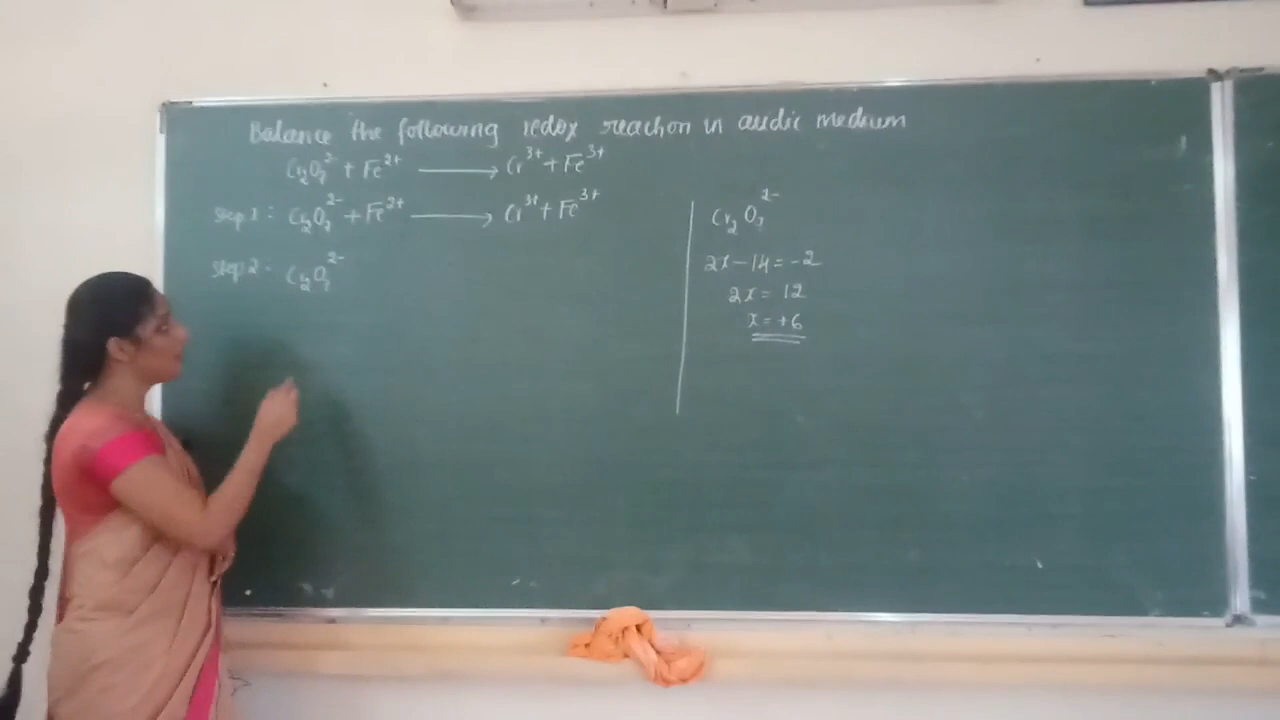 Balance the following redox reaction in acidic medium
Cr₂O₇²⁻ + Fe²⁺ ⟶ Cr³⁺ + Fe³⁺
Step 1: Cr₂O₇²⁻ + Fe²⁺ ⟶ Cr³⁺ + Fe³⁺
Step 2: Cr₂O₇²⁻
Cr₂O₇²⁻
2x − 14 = −2
2x = 12
x = +6